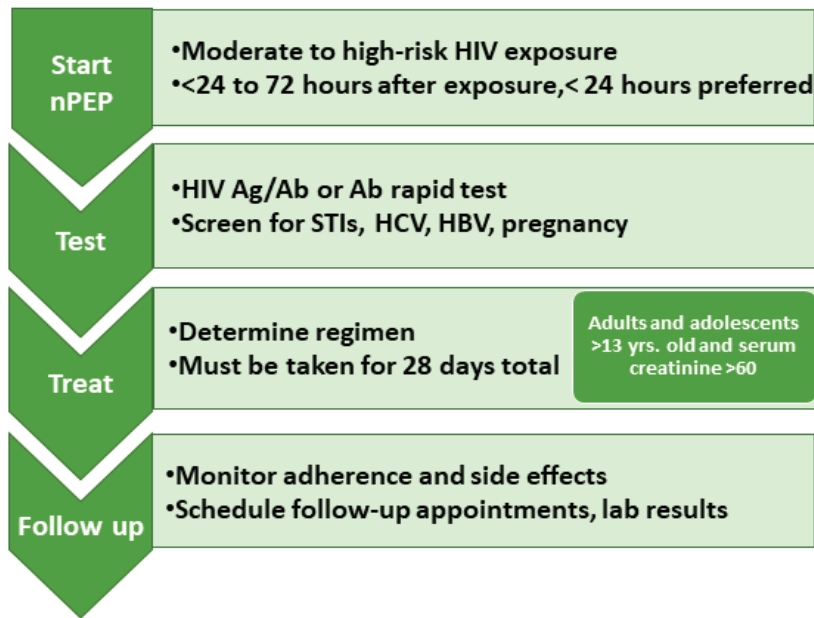 Start
nPEP
•Moderate to high-risk HIV exposure
•<24 to 72 hours after exposure,< 24 hours preferred
Test
•HIV Ag/Ab or Ab rapid test
•Screen for STIs, HCV, HBV, pregnancy
Treat
•Determine regimen
•Must be taken for 28 days total
Adults and adolescents
>13 yrs. old and serum
creatinine >60
Follow up
•Monitor adherence and side effects
•Schedule follow-up appointments, lab results